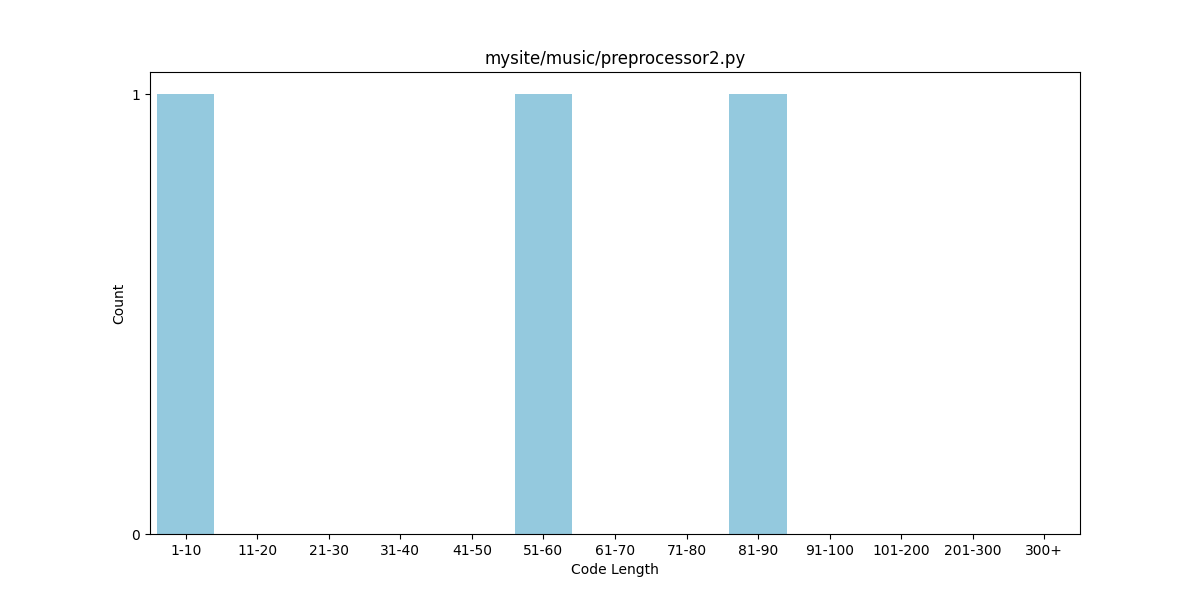 mysite/music/preprocessor2.py
1
Count
0
1-10 11-20 21-30 31-40 41-50 51-60 61-70 71-80 81-90 91-100 101-200 201-300 300+
Code Length